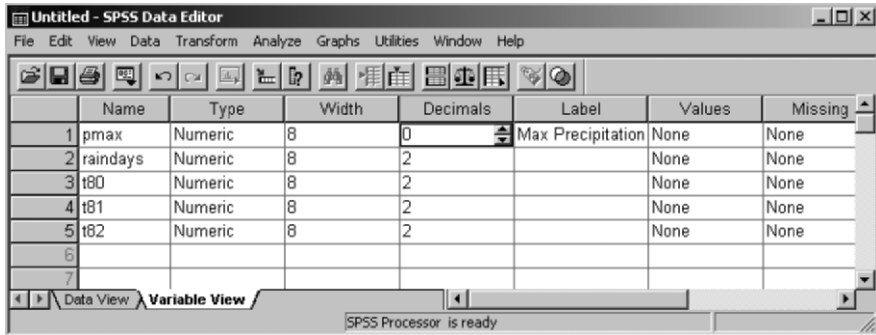 Untitled - SPSS Data Editor
File Edit View Data Transform Analyze Graphs Utilities Window Help
Name Type Width Decimals Label Values Missing
1 pmax Numeric 8 0 Max Precipitation None None
2 raindays Numeric 8 2 None None
3 t80 Numeric 8 2 None None
4 t81 Numeric 8 2 None None
5 t82 Numeric 8 2 None None
6
7
Data View Variable View
SPSS Processor is ready